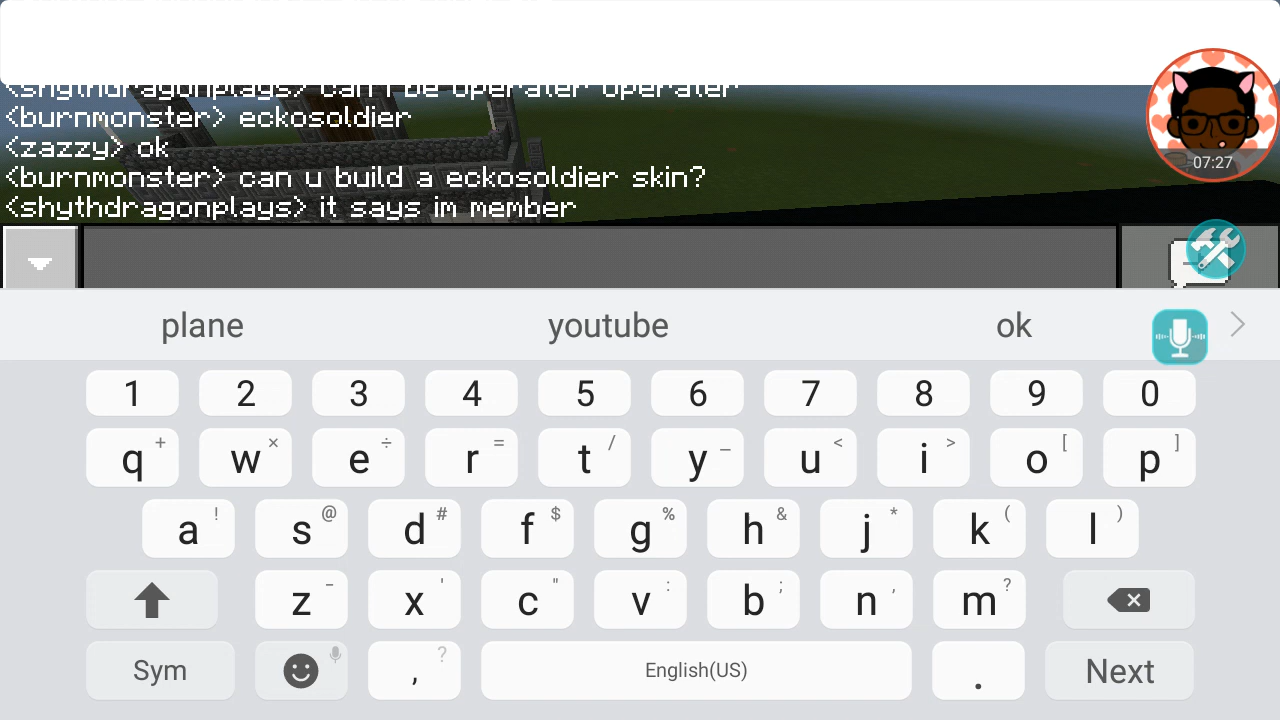 <shythdragonplays> can i be operater operater
<burnmonster> eckosoldier
<zazzy> ok
<burnmonster> can u build a eckosoldier skin?
<shythdragonplays> it says im member
07:27
plane youtube ok
1 2 3 4 5 6 7 8 9 0
q + w × e ÷ r = t / y – u < i > o [ p ]
a ! s @ d # f $ g % h & j * k ( l )
z - x ' c " v : b ; n , m ?
Sym , ? English(US) . Next